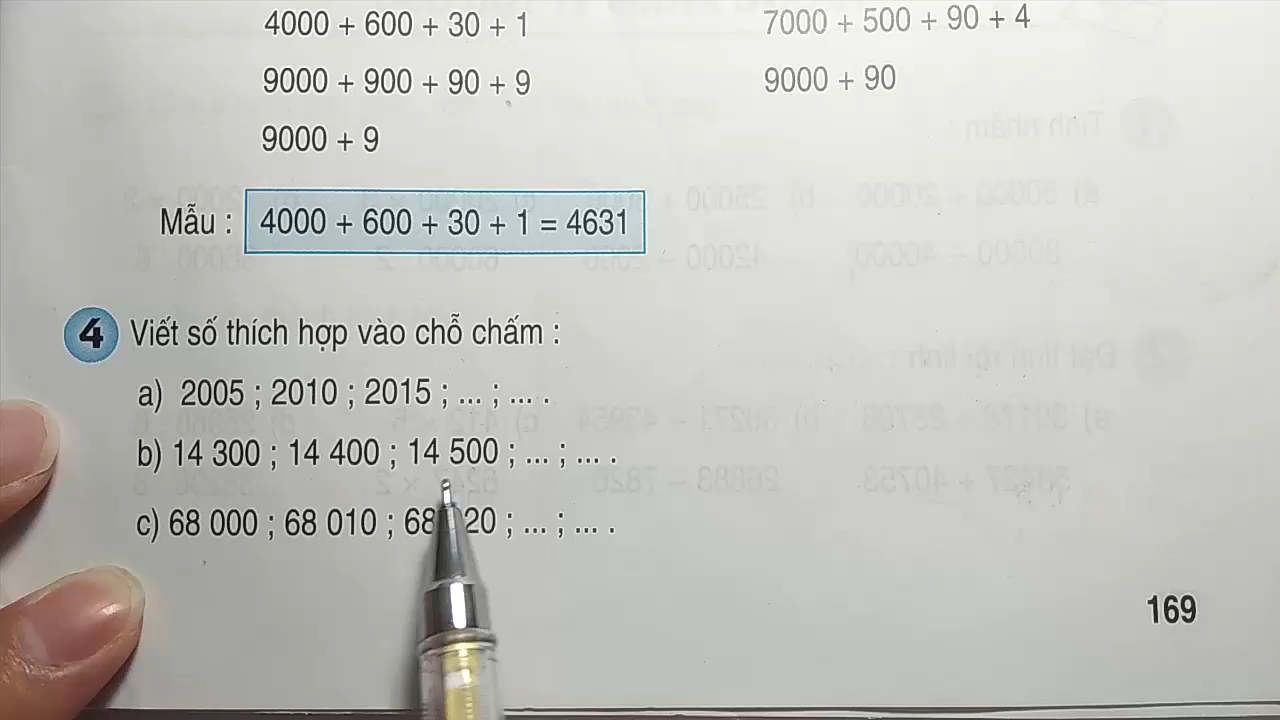 4000 + 600 + 30 + 1
7000 + 500 + 90 + 4
9000 + 900 + 90 + 9
9000 + 90
9000 + 9
Mẫu : 4000 + 600 + 30 + 1 = 4631
4 Viết số thích hợp vào chỗ chấm :
a) 2005 ; 2010 ; 2015 ; ... ; ... .
b) 14 300 ; 14 400 ; 14 500 ; ... ; ... .
c) 68 000 ; 68 010 ; 68 20 ; ... ; ... .
169